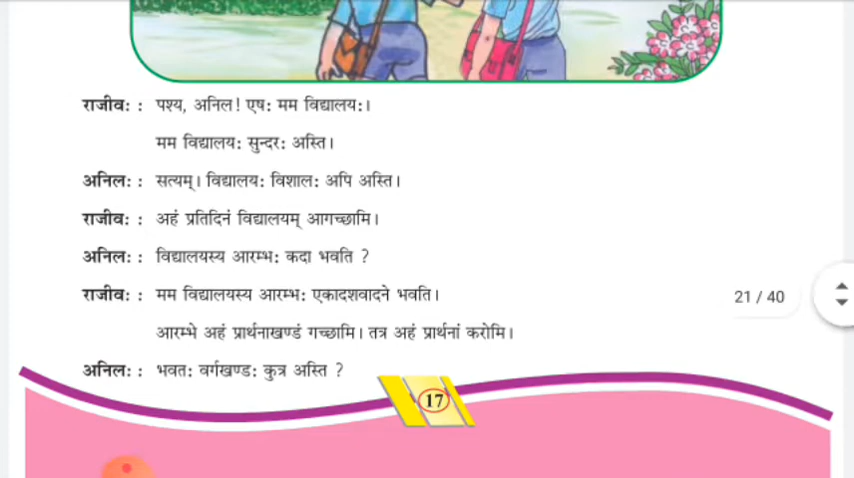 राजीवः : पश्य, अनिल! एषः मम विद्यालयः।
मम विद्यालयः सुन्दरः अस्ति।
अनिलः : सत्यम्। विद्यालयः विशालः अपि अस्ति।
राजीवः : अहं प्रतिदिनं विद्यालयम् आगच्छामि।
अनिलः : विद्यालयस्य आरम्भः कदा भवति ?
राजीवः : मम विद्यालयस्य आरम्भः एकादशवादने भवति।
21 / 40
आरम्भे अहं प्रार्थनाखण्डं गच्छामि। तत्र अहं प्रार्थनां करोमि।
अनिलः : भवतः वर्गखण्डः कुत्र अस्ति ?
17